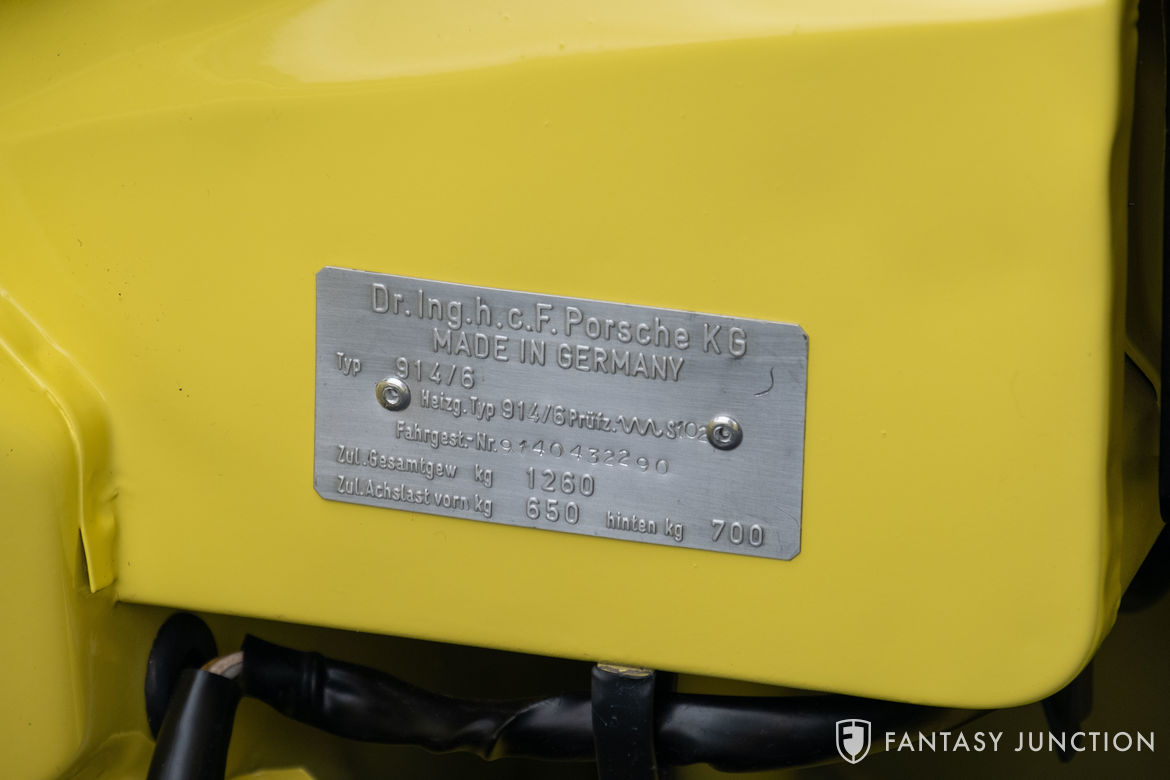 Dr. Ing.h.c.F. Porsche KG
MADE IN GERMANY
Typ 914/6
Heizg.Typ 914/6 Prüfz.: S102
Fahrgest.-Nr. 9140432290
Zul.Gesamtgew kg 1260
Zul.Achslast vorn kg 650 hinten kg 700
FANTASY JUNCTION